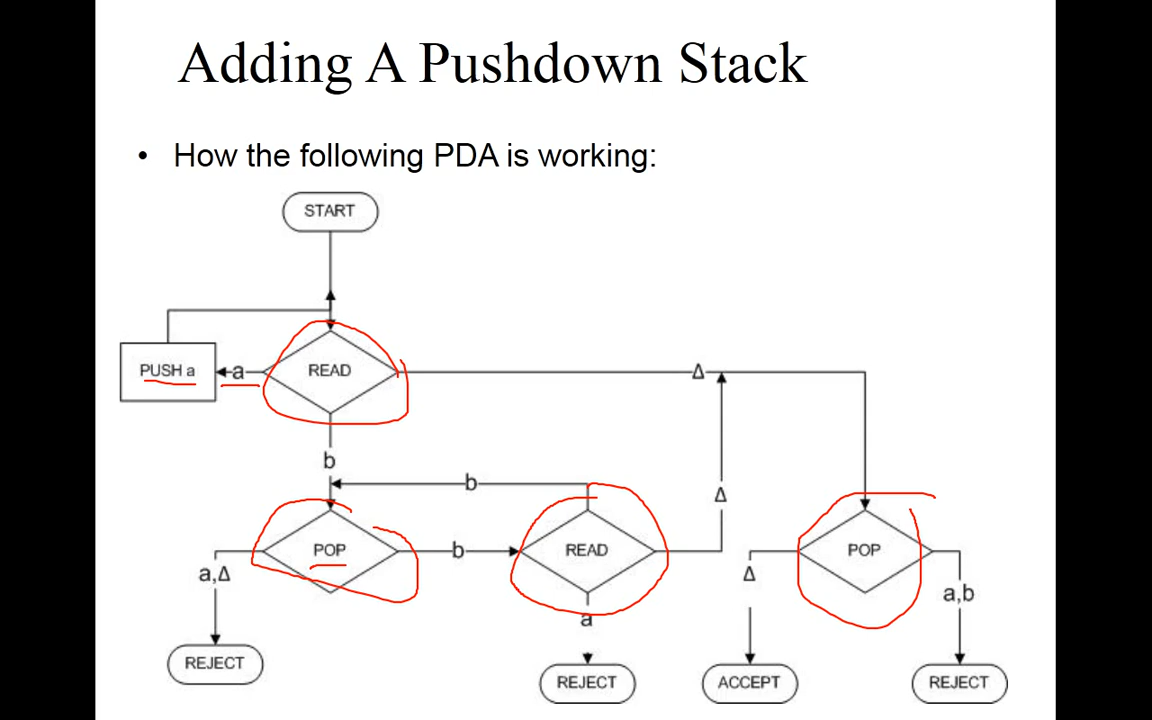 Adding A Pushdown Stack
• How the following PDA is working:
START
PUSH a
a
READ
Δ
b
b
Δ
POP
b
READ
POP
a,Δ
Δ
a,b
a
REJECT
REJECT
ACCEPT
REJECT